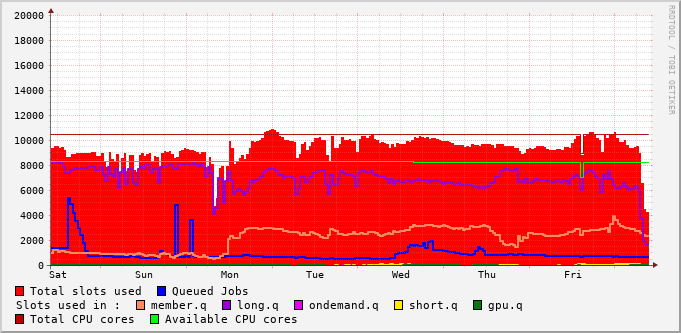 20000
18000
16000
14000
12000
10000
8000
6000
4000
2000
0
Sat Sun Mon Tue Wed Thu Fri
Total slots used Queued Jobs
Slots used in : member.q long.q ondemand.q short.q gpu.q
Total CPU cores Available CPU cores
RRDTOOL / TOBI OETIKER